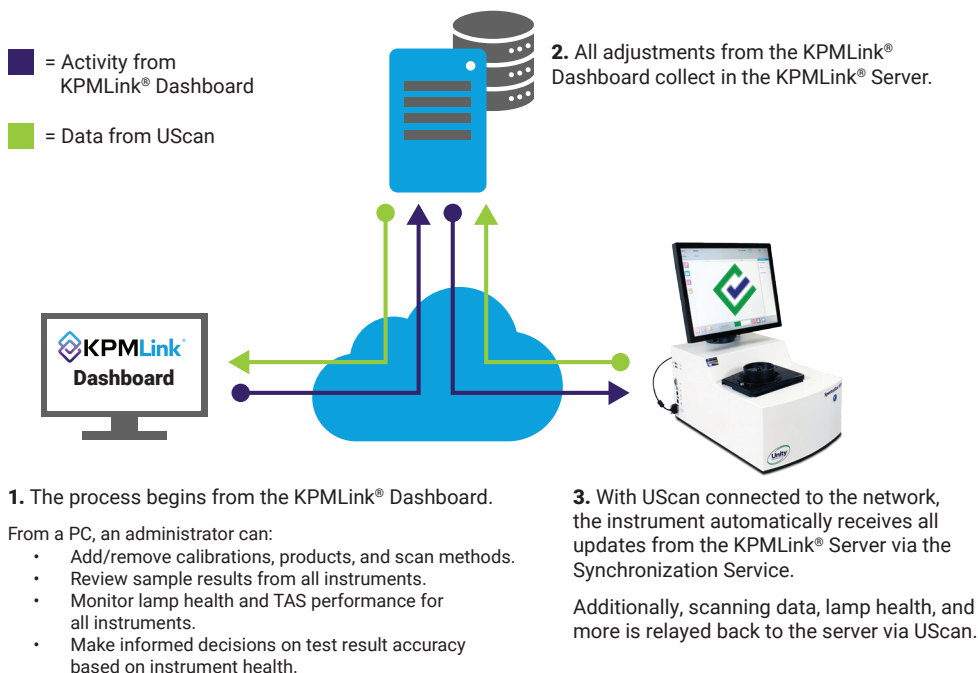 = Activity from
KPMLink® Dashboard
= Data from UScan
2. All adjustments from the KPMLink®
Dashboard collect in the KPMLink® Server.
KPMLink®
Dashboard
1. The process begins from the KPMLink® Dashboard.
From a PC, an administrator can:
• Add/remove calibrations, products, and scan methods.
• Review sample results from all instruments.
• Monitor lamp health and TAS performance for
all instruments.
• Make informed decisions on test result accuracy
based on instrument health.
Unity
3. With UScan connected to the network,
the instrument automatically receives all
updates from the KPMLink® Server via the
Synchronization Service.
Additionally, scanning data, lamp health, and
more is relayed back to the server via UScan.